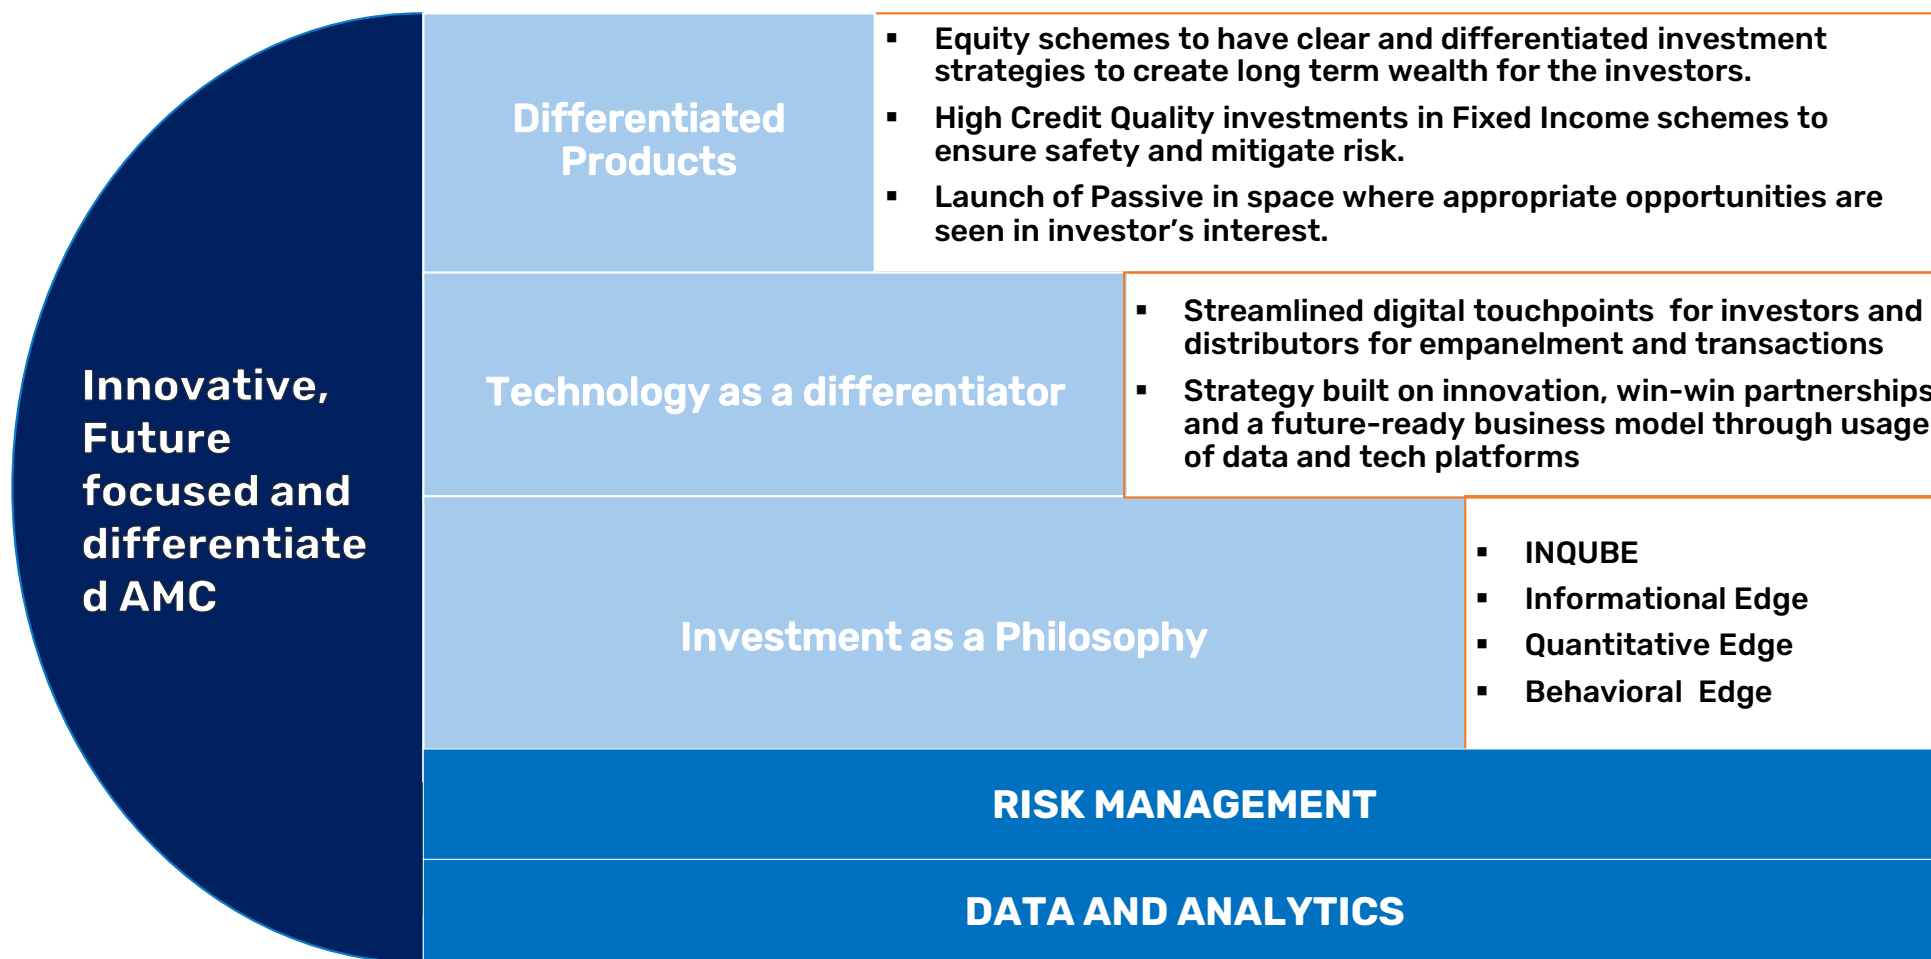 Innovative,
Future
focused and
differentiate
d AMC
Differentiated
Products
▪ Equity schemes to have clear and differentiated investment
strategies to create long term wealth for the investors.
▪ High Credit Quality investments in Fixed Income schemes to
ensure safety and mitigate risk.
▪ Launch of Passive in space where appropriate opportunities are
seen in investor’s interest.
Technology as a differentiator
▪ Streamlined digital touchpoints for investors and
distributors for empanelment and transactions
▪ Strategy built on innovation, win-win partnerships
and a future-ready business model through usage
of data and tech platforms
Investment as a Philosophy
▪ INQUBE
▪ Informational Edge
▪ Quantitative Edge
▪ Behavioral Edge
RISK MANAGEMENT
DATA AND ANALYTICS